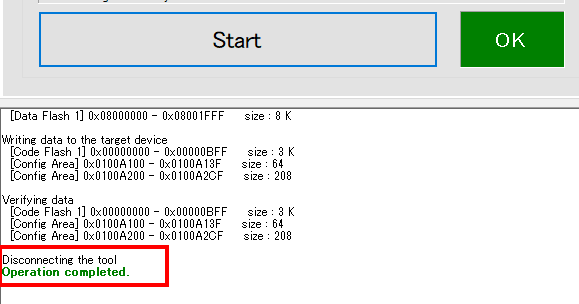 Start
OK
[Data Flash 1] 0x08000000 - 0x08001FFF size : 8 K
Writing data to the target device
[Code Flash 1] 0x00000000 - 0x00000BFF size : 3 K
[Config Area] 0x0100A100 - 0x0100A13F size : 64
[Config Area] 0x0100A200 - 0x0100A2CF size : 208
Verifying data
[Code Flash 1] 0x00000000 - 0x00000BFF size : 3 K
[Config Area] 0x0100A100 - 0x0100A13F size : 64
[Config Area] 0x0100A200 - 0x0100A2CF size : 208
Disconnecting the tool
Operation completed.